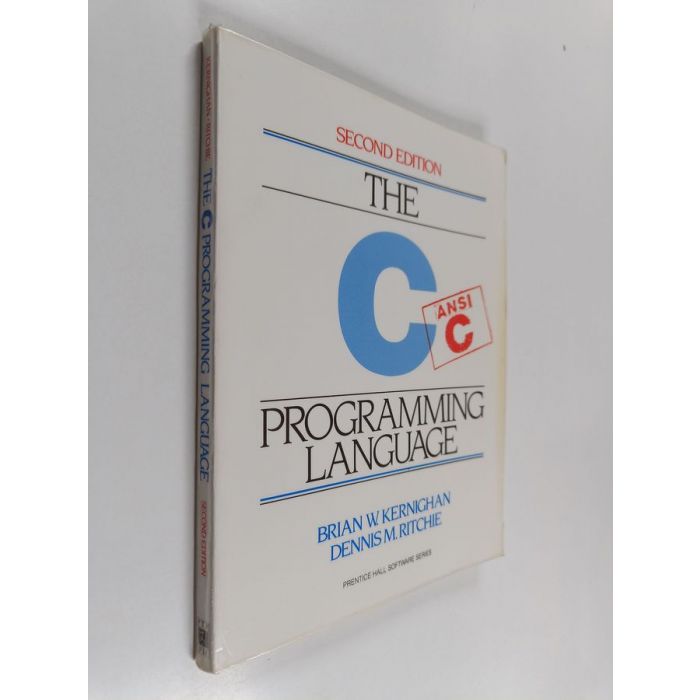 SECOND EDITION
THE
C
ANSI
C
PROGRAMMING
LANGUAGE
BRIAN W. KERNIGHAN
DENNIS M. RITCHIE
PRENTICE HALL SOFTWARE SERIES
KERNIGHAN • RITCHIE
THE C PROGRAMMING LANGUAGE
SECOND EDITION